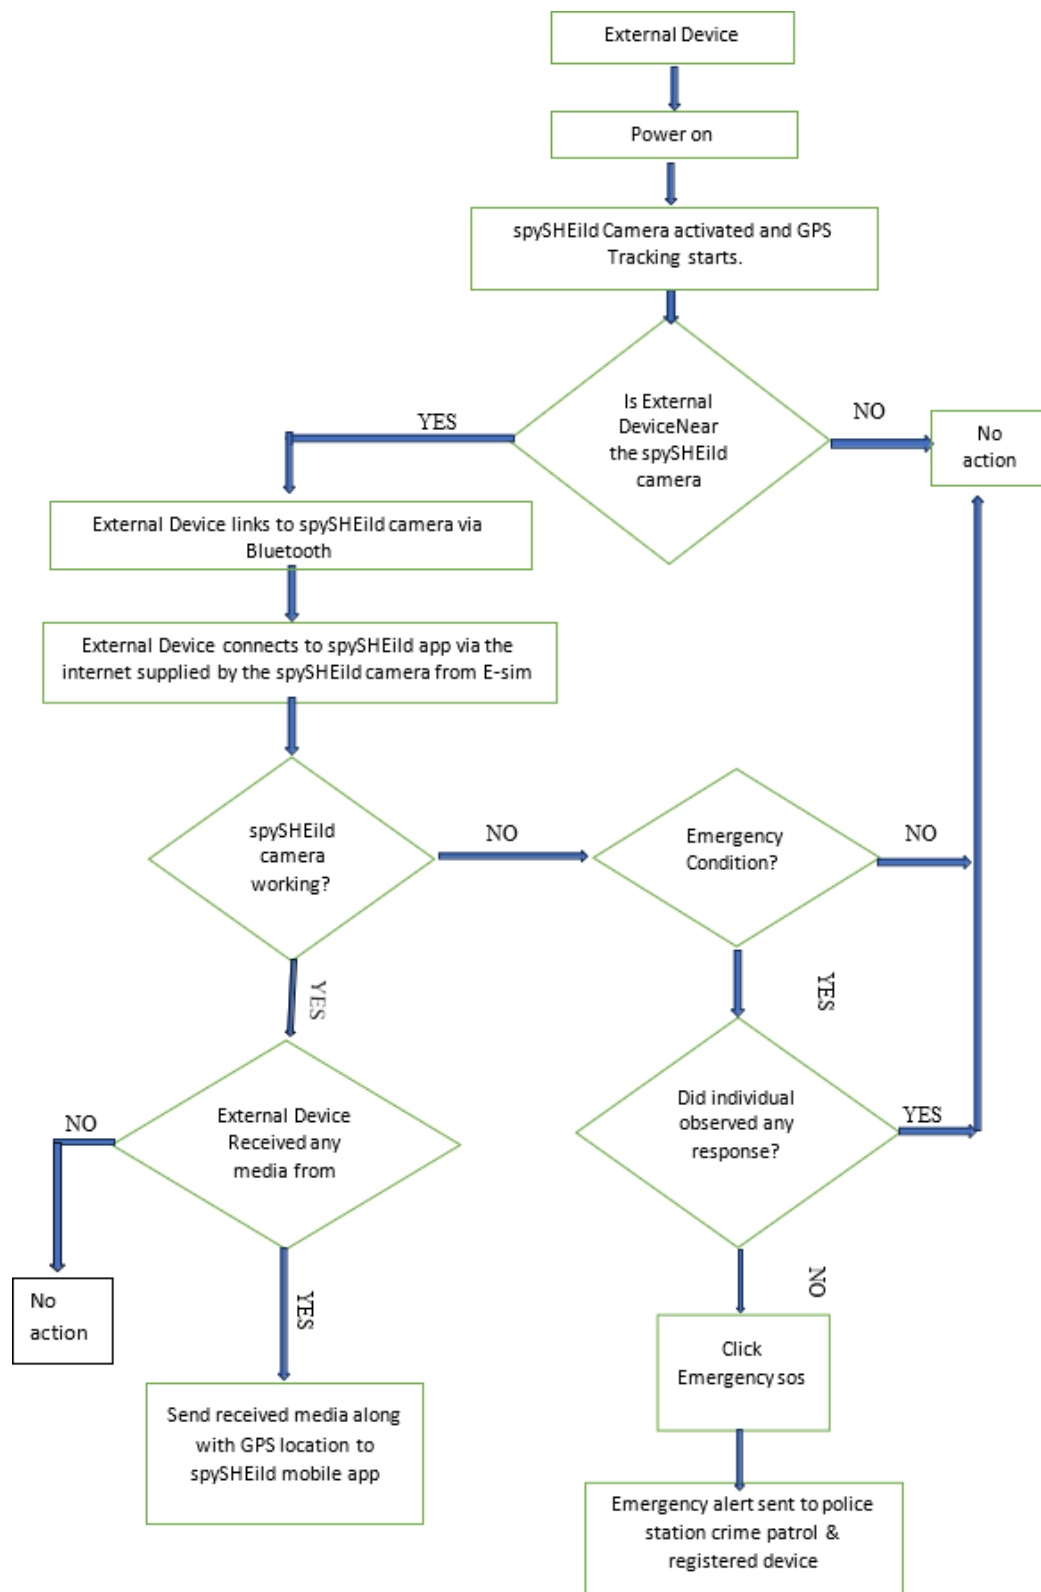 External Device
Power on
spySHEild Camera activated and GPS
Tracking starts.
Is External
DeviceNear
the spySHEild
camera
YES
NO
No
action
External Device links to spySHEild camera via
Bluetooth
External Device connects to spySHEild app via the
internet supplied by the spySHEild camera from E-sim
spySHEild
camera
working?
NO
Emergency
Condition?
NO
YES
YES
External Device
Received any
media from
NO
Did individual
observed any
response?
YES
No
action
YES
NO
Click
Emergency sos
Send received media along
with GPS location to
spySHEild mobile app
Emergency alert sent to police
station crime patrol &
registered device